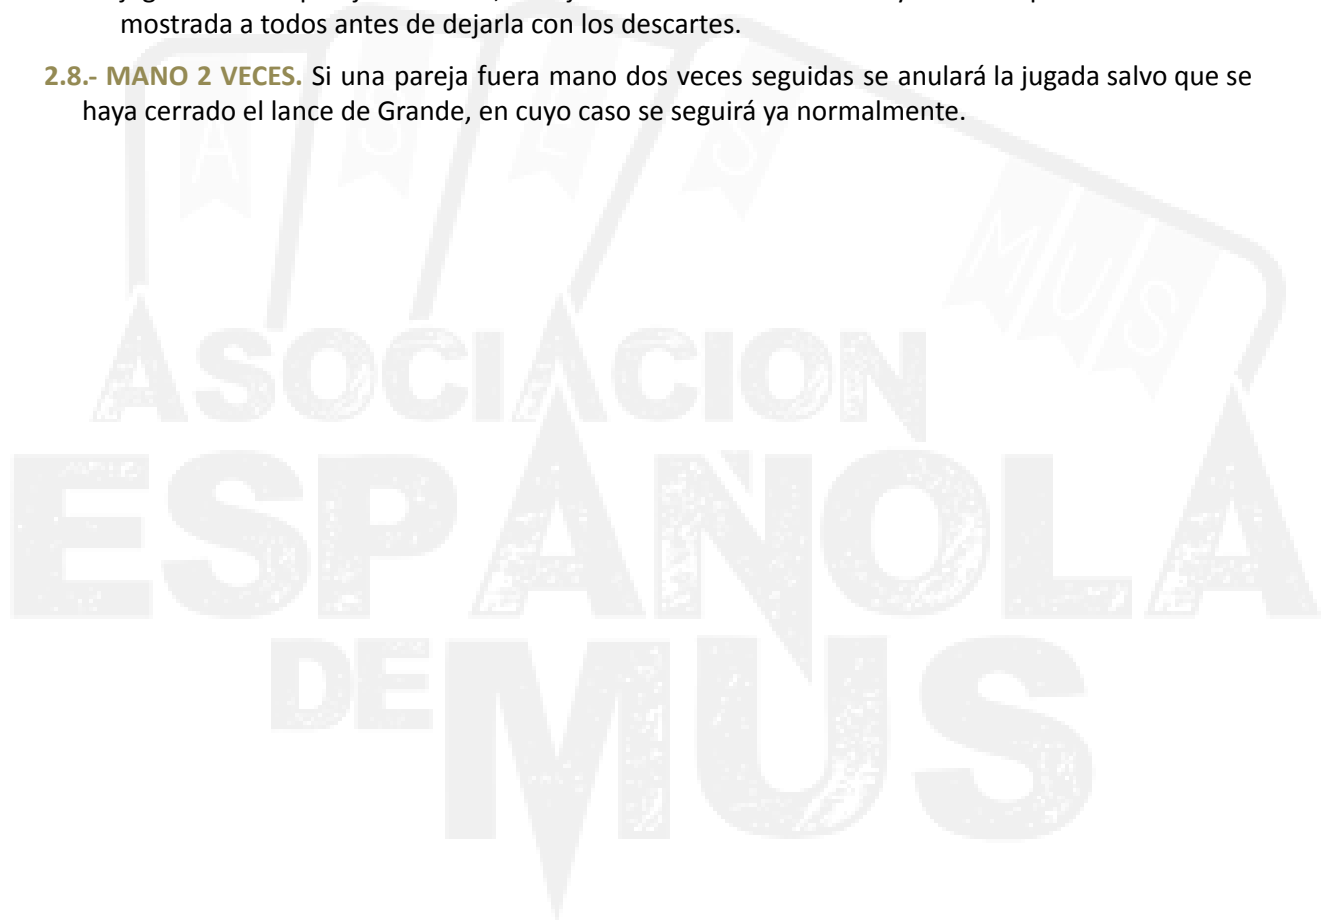 mostrada a todos antes de dejarla con los descartes.
2.8.- MANO 2 VECES. Si una pareja fuera mano dos veces seguidas se anulará la jugada salvo que se
haya cerrado el lance de Grande, en cuyo caso se seguirá ya normalmente.
MUS
ASOCIACION
ESPAÑOLA
DE MUS